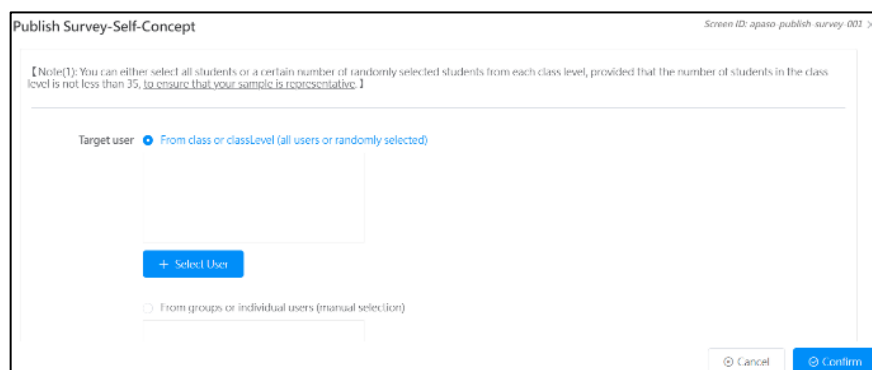 Publish Survey-Self-Concept
Screen ID: apaso-publish-survey-001
【Note(1): You can either select all students or a certain number of randomly selected students from each class level, provided that the number of students in the class
level is not less than 35, to ensure that your sample is representative. 】
Target user
From class or classLevel (all users or randomly selected)
+ Select User
From groups or individual users (manual selection)
Cancel
Confirm